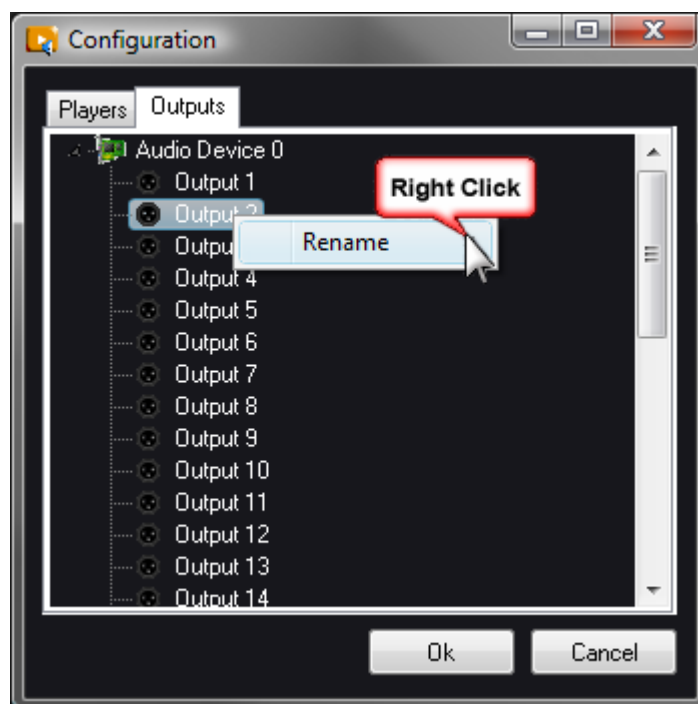 Configuration
Players Outputs
Audio Device 0
Output 1
Right Click
Output
Rename
Output 4
Output 5
Output 6
Output 7
Output 8
Output 9
Output 10
Output 11
Output 12
Output 13
Output 14
Ok Cancel